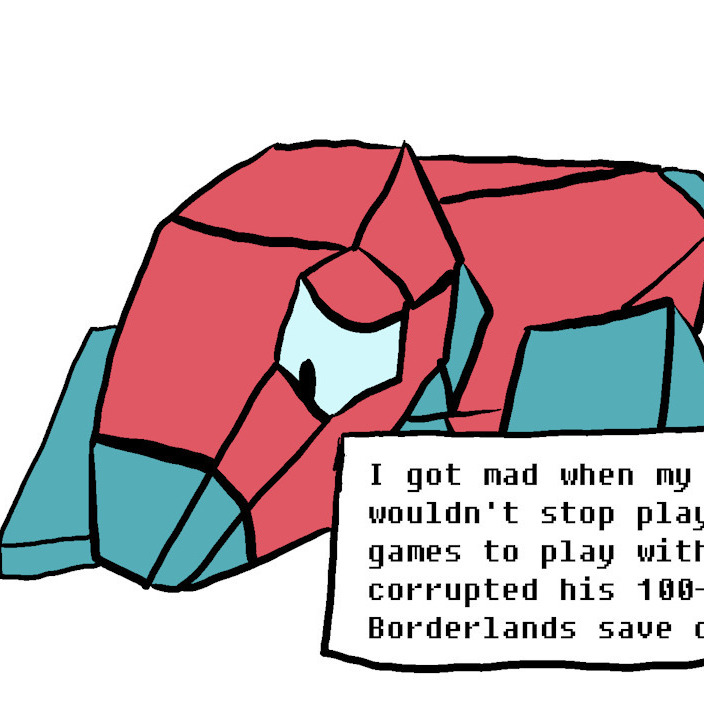 I got mad when my
wouldn't stop play
games to play with
corrupted his 100-
Borderlands save